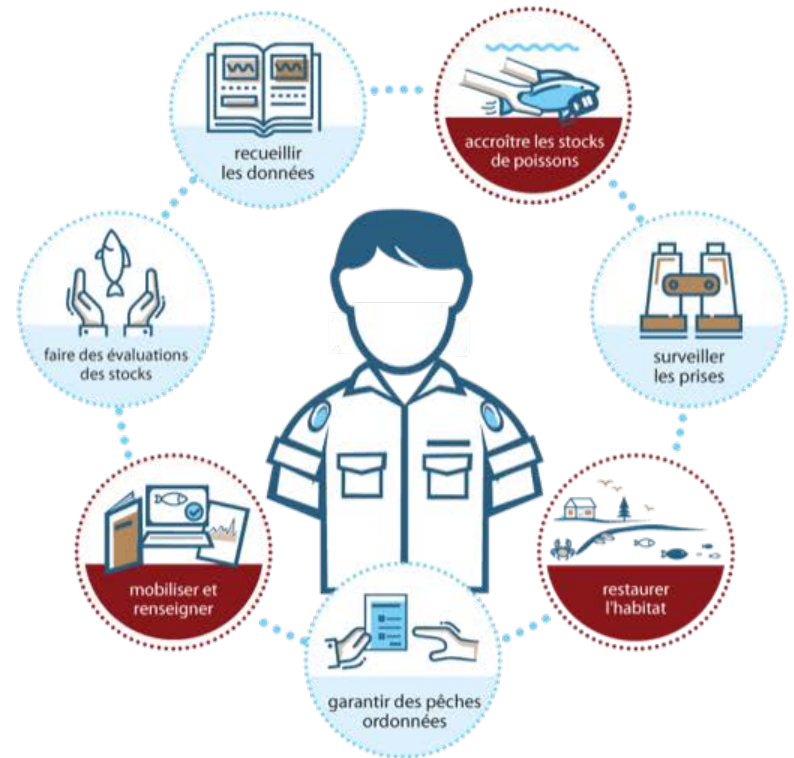 recueillir
les données
accroître les stocks
de poissons
faire des évaluations
des stocks
surveiller
les prises
mobiliser et
renseigner
restaurer
l'habitat
garantir des pêches
ordonnées